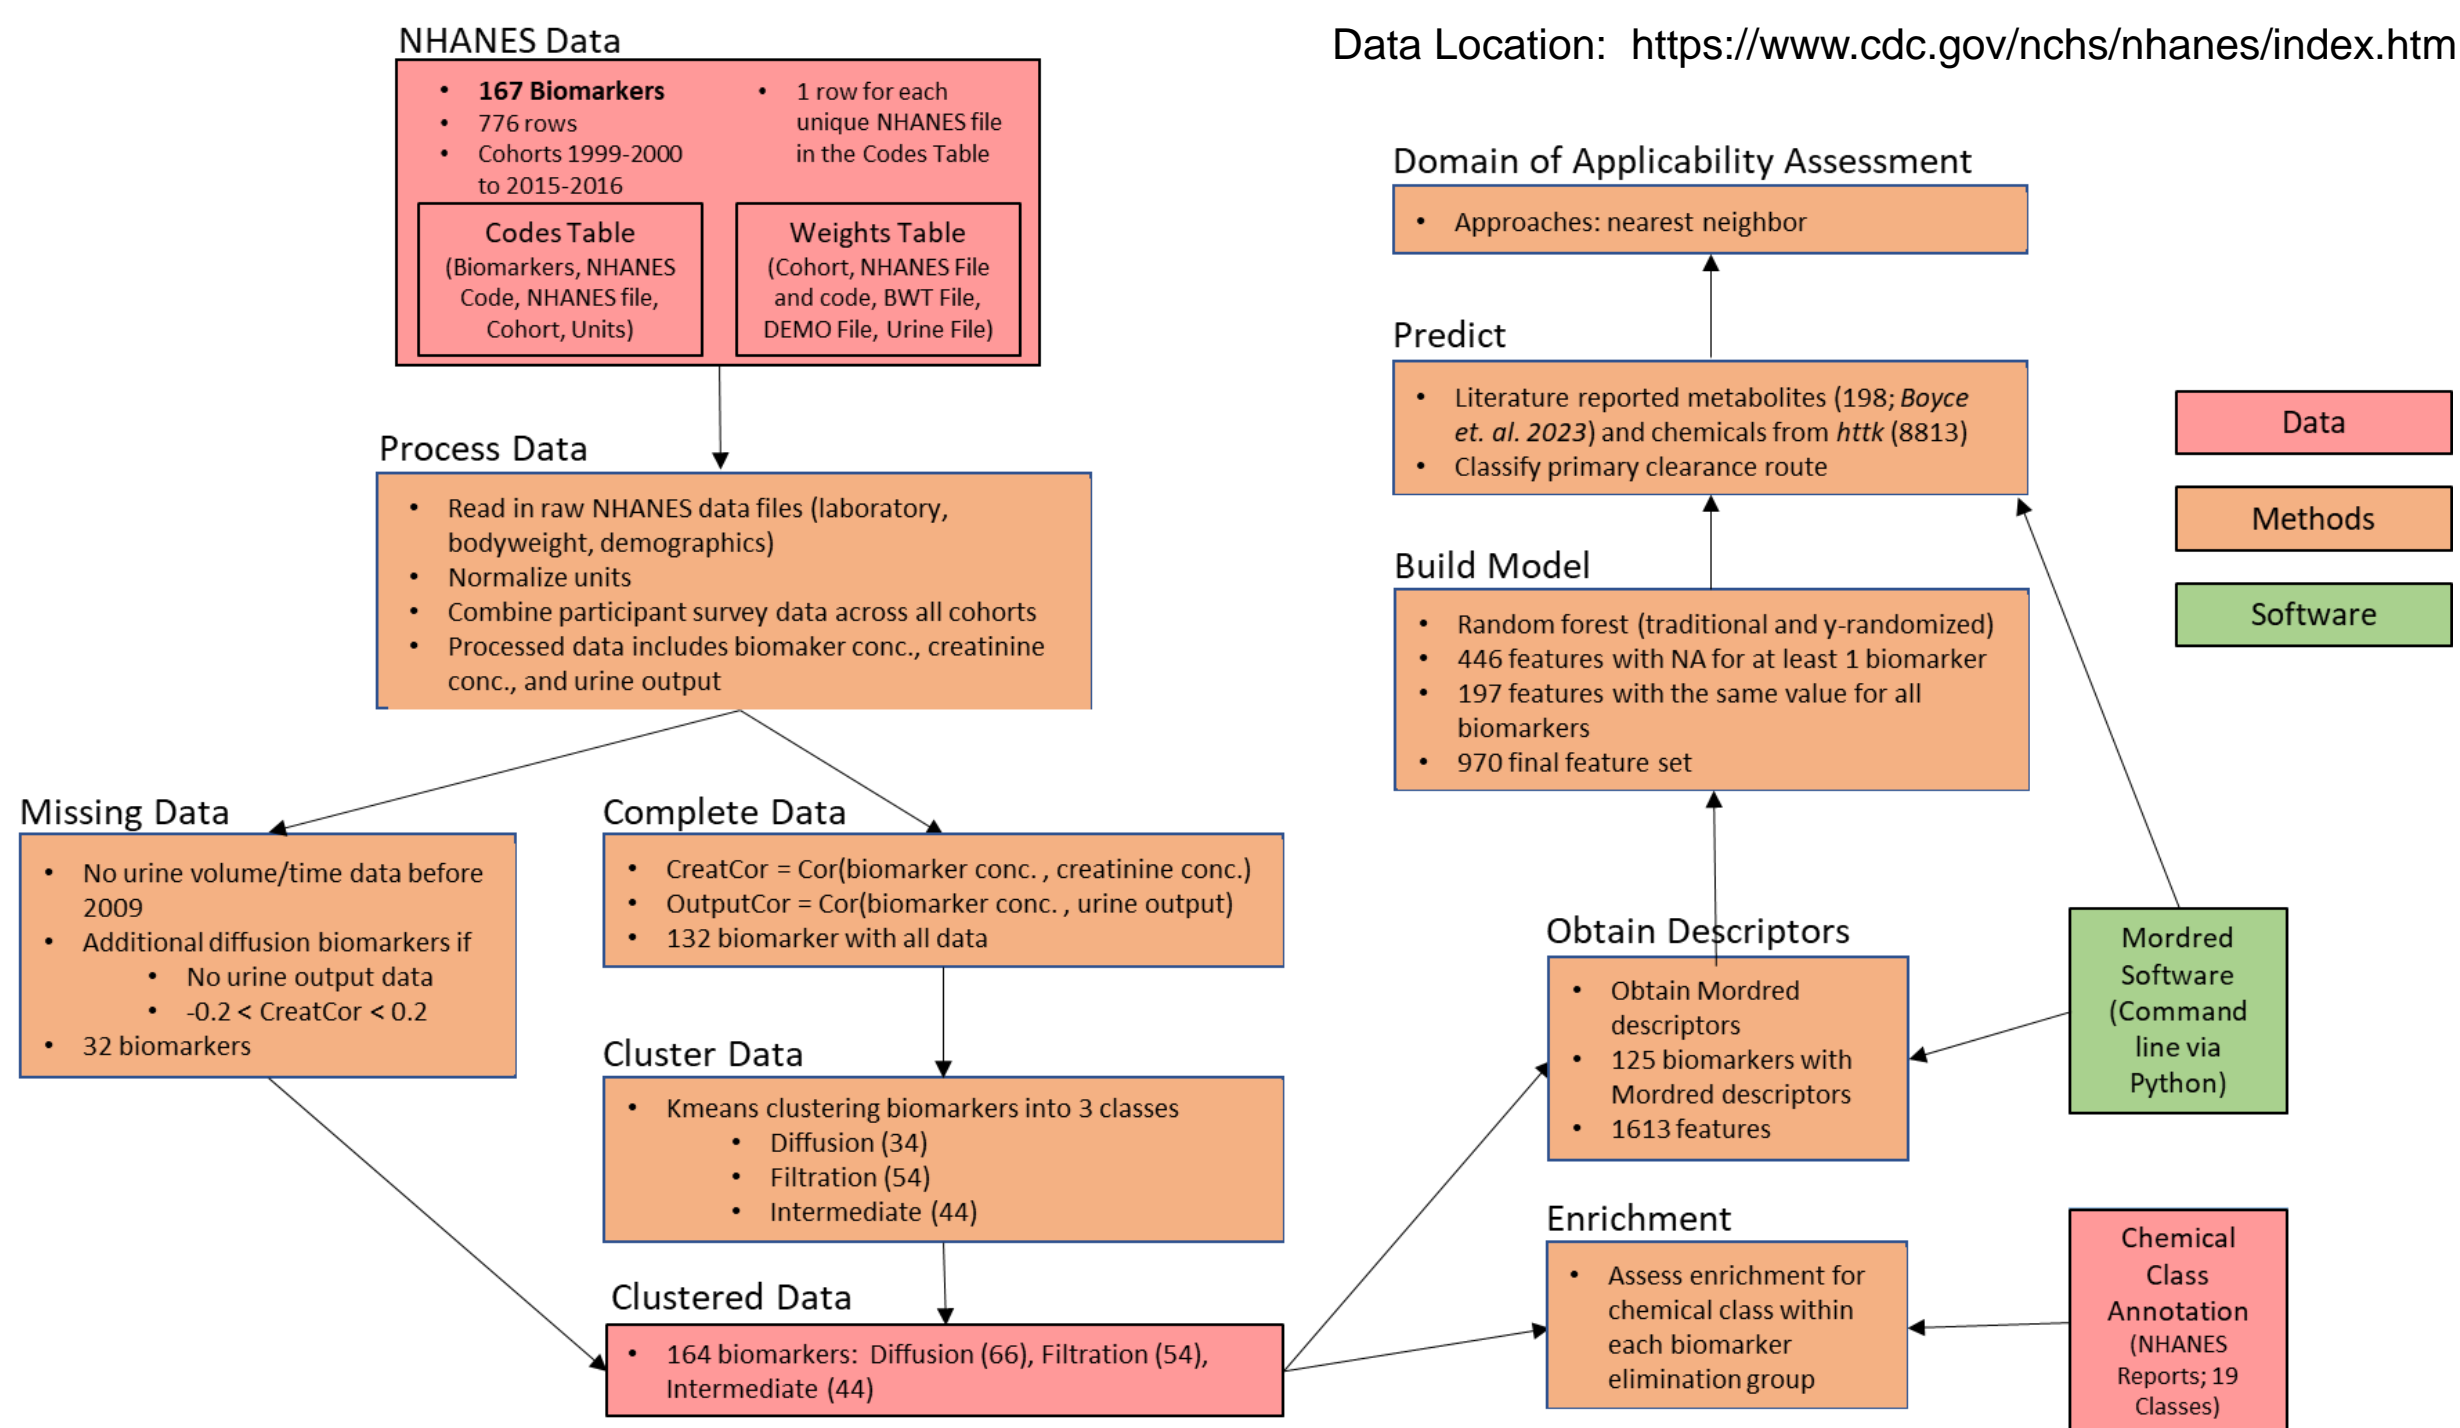 NHANES Data
• 167 Biomarkers
• 776 rows
• Cohorts 1999-2000
to 2015-2016
• 1 row for each
unique NHANES file
in the Codes Table
Codes Table
(Biomarkers, NHANES
Code, NHANES file,
Cohort, Units)
Weights Table
(Cohort, NHANES File
and code, BWT File,
DEMO File, Urine File)
Process Data
• Read in raw NHANES data files (laboratory,
bodyweight, demographics)
• Normalize units
• Combine participant survey data across all cohorts
• Processed data includes biomaker conc., creatinine
conc., and urine output
Missing Data
• No urine volume/time data before
2009
• Additional diffusion biomarkers if
• No urine output data
• -0.2 < CreatCor < 0.2
• 32 biomarkers
Complete Data
• CreatCor = Cor(biomarker conc. , creatinine conc.)
• OutputCor = Cor(biomarker conc. , urine output)
• 132 biomarker with all data
Cluster Data
• Kmeans clustering biomarkers into 3 classes
• Diffusion (34)
• Filtration (54)
• Intermediate (44)
Clustered Data
• 164 biomarkers: Diffusion (66), Filtration (54),
Intermediate (44)
Data Location: https://www.cdc.gov/nchs/nhanes/index.htm
Domain of Applicability Assessment
• Approaches: nearest neighbor
Predict
• Literature reported metabolites (198; Boyce
et. al. 2023) and chemicals from httk (8813)
• Classify primary clearance route
Build Model
• Random forest (traditional and y-randomized)
• 446 features with NA for at least 1 biomarker
• 197 features with the same value for all
biomarkers
• 970 final feature set
Obtain Descriptors
• Obtain Mordred
descriptors
• 125 biomarkers with
Mordred descriptors
• 1613 features
Enrichment
• Assess enrichment for
chemical class within
each biomarker
elimination group
Data
Methods
Software
Mordred
Software
(Command
line via
Python)
Chemical
Class
Annotation
(NHANES
Reports; 19
Classes)